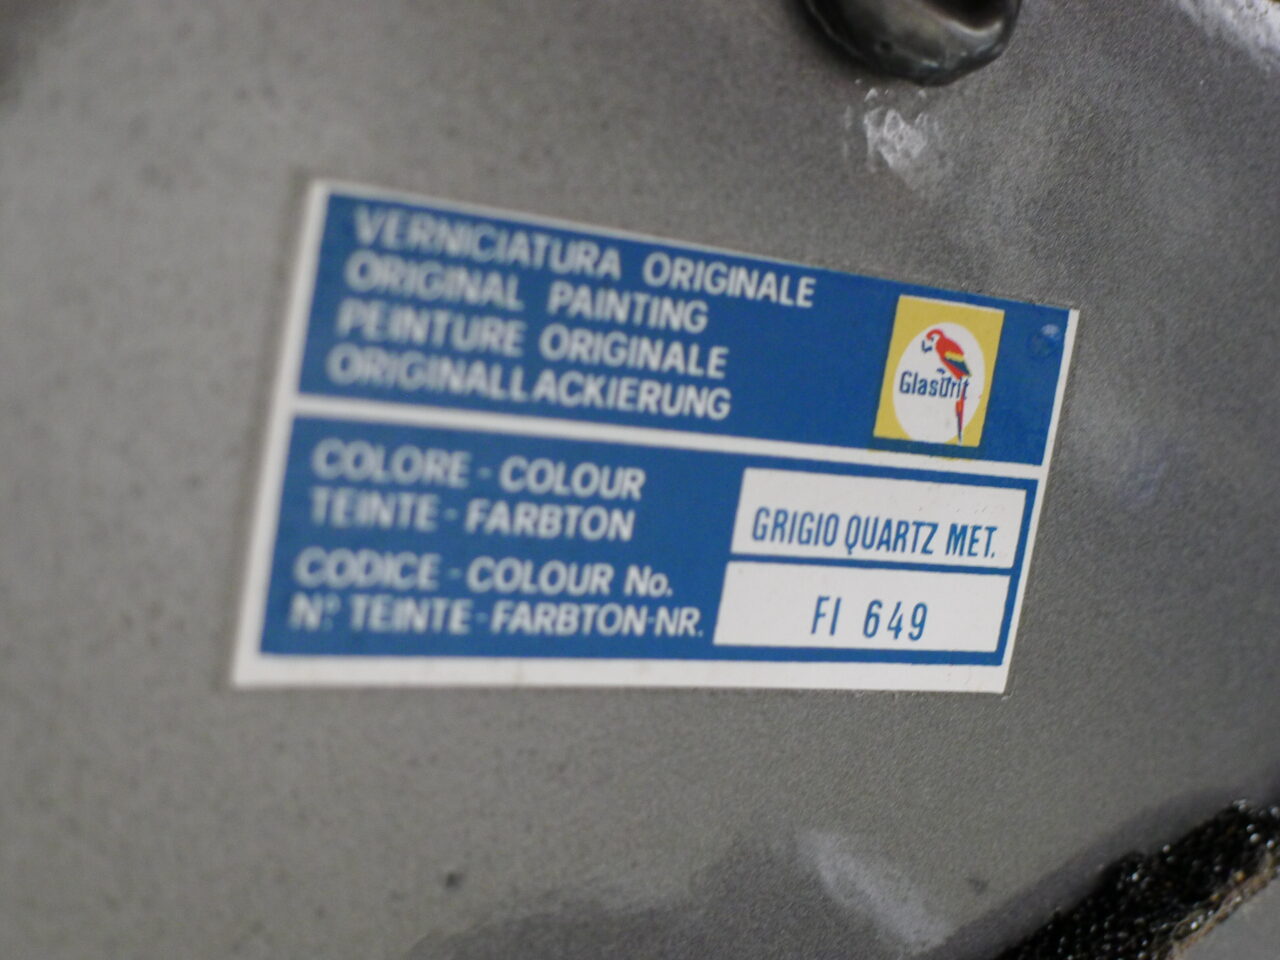 VERNICIATURA ORIGINALE
ORIGINAL PAINTING
PEINTURE ORIGINALE
ORIGINALLACKIERUNG
Glasurit
COLORE - COLOUR
TEINTE - FARBTON
GRIGIO QUARTZ MET.
CODICE - COLOUR No.
N° TEINTE - FARBTON-NR.
FI 649